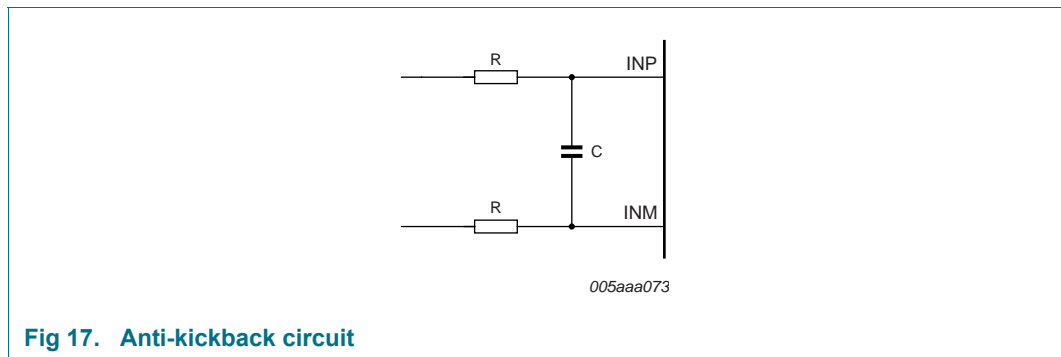 R
INP
C
R
INM
005aaa073
Fig 17. Anti-kickback circuit